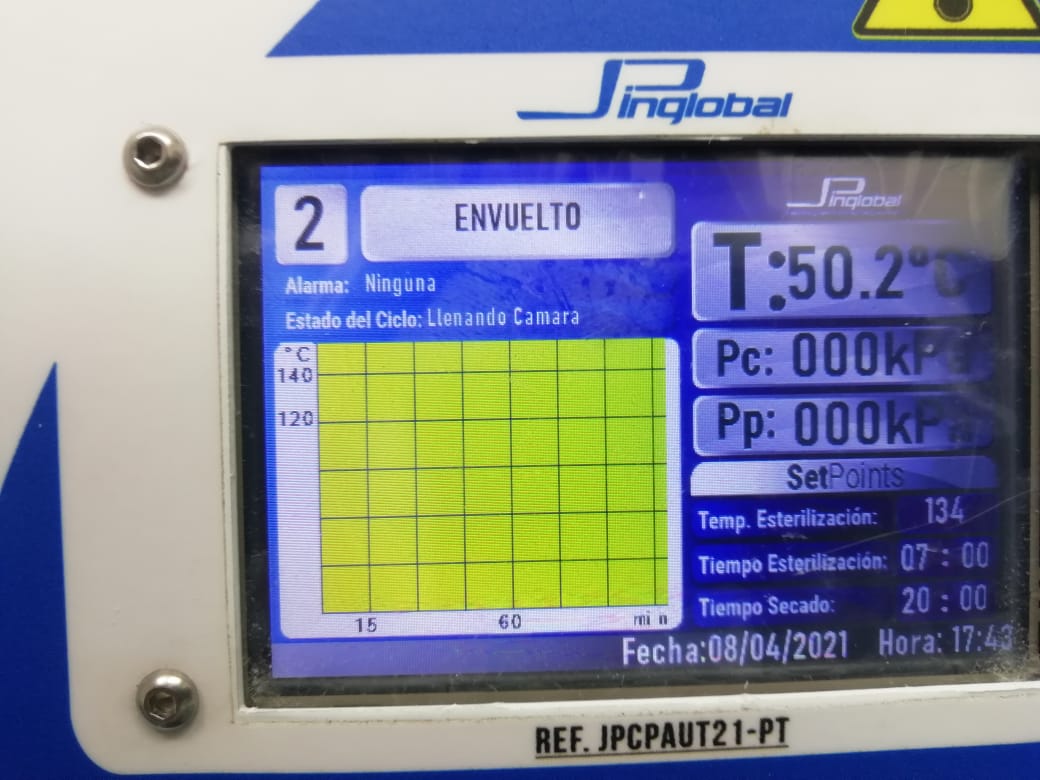 JPinglobal
2 ENVUELTO
JPinglobal
Alarma: Ninguna
Estado del Ciclo: Llenando Camara
T: 50.2°C
Pc: 000kPa
Pp: 000kPa
°C
140
120
15 60 min
SetPoints
Temp. Esterilización: 134
Tiempo Esterilización: 07 : 00
Tiempo Secado: 20 : 00
Fecha:08/04/2021 Hora: 17:43
REF. JPCPAUT21-PT